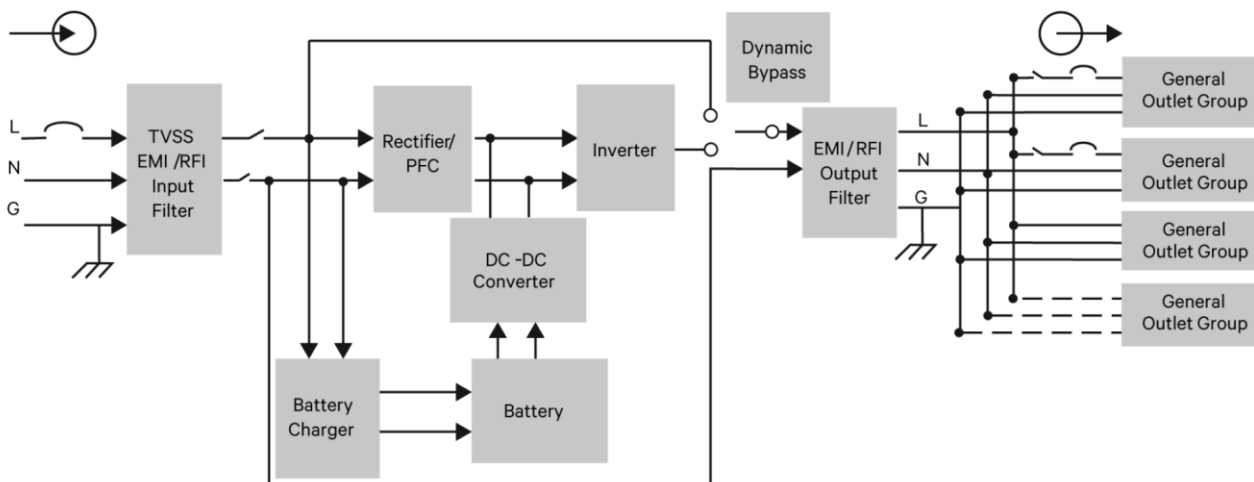 L
N
G
TVSS
EMI /RFI
Input
Filter
Rectifier/
PFC
Inverter
Dynamic
Bypass
DC -DC
Converter
Battery
Charger
Battery
EMI/RFI
Output
Filter
L
N
G
General
Outlet Group
General
Outlet Group
General
Outlet Group
General
Outlet Group